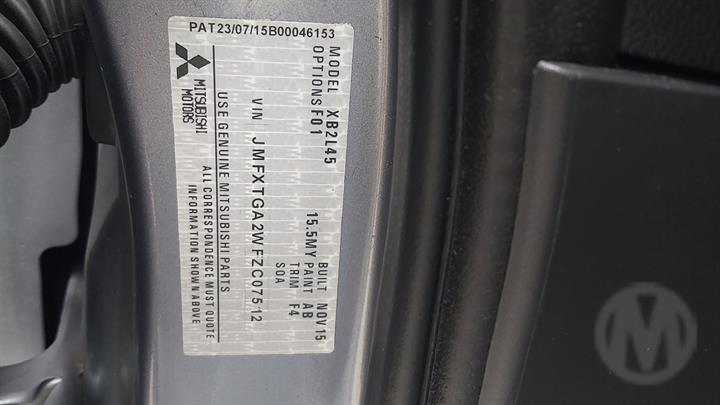 PAT23/07/15B00046153
MODEL XB2L45
OPTIONS F01
15.5MY
BUILT NOV15
PAINT AB
TRIM F4
SOA
VIN JMFXTGA2WFZC07512
MITSUBISHI
MOTORS
USE GENUINE MITSUBISHI PARTS
ALL CORRESPONDENCE MUST QUOTE
INFORMATION SHOWN ABOVE
M